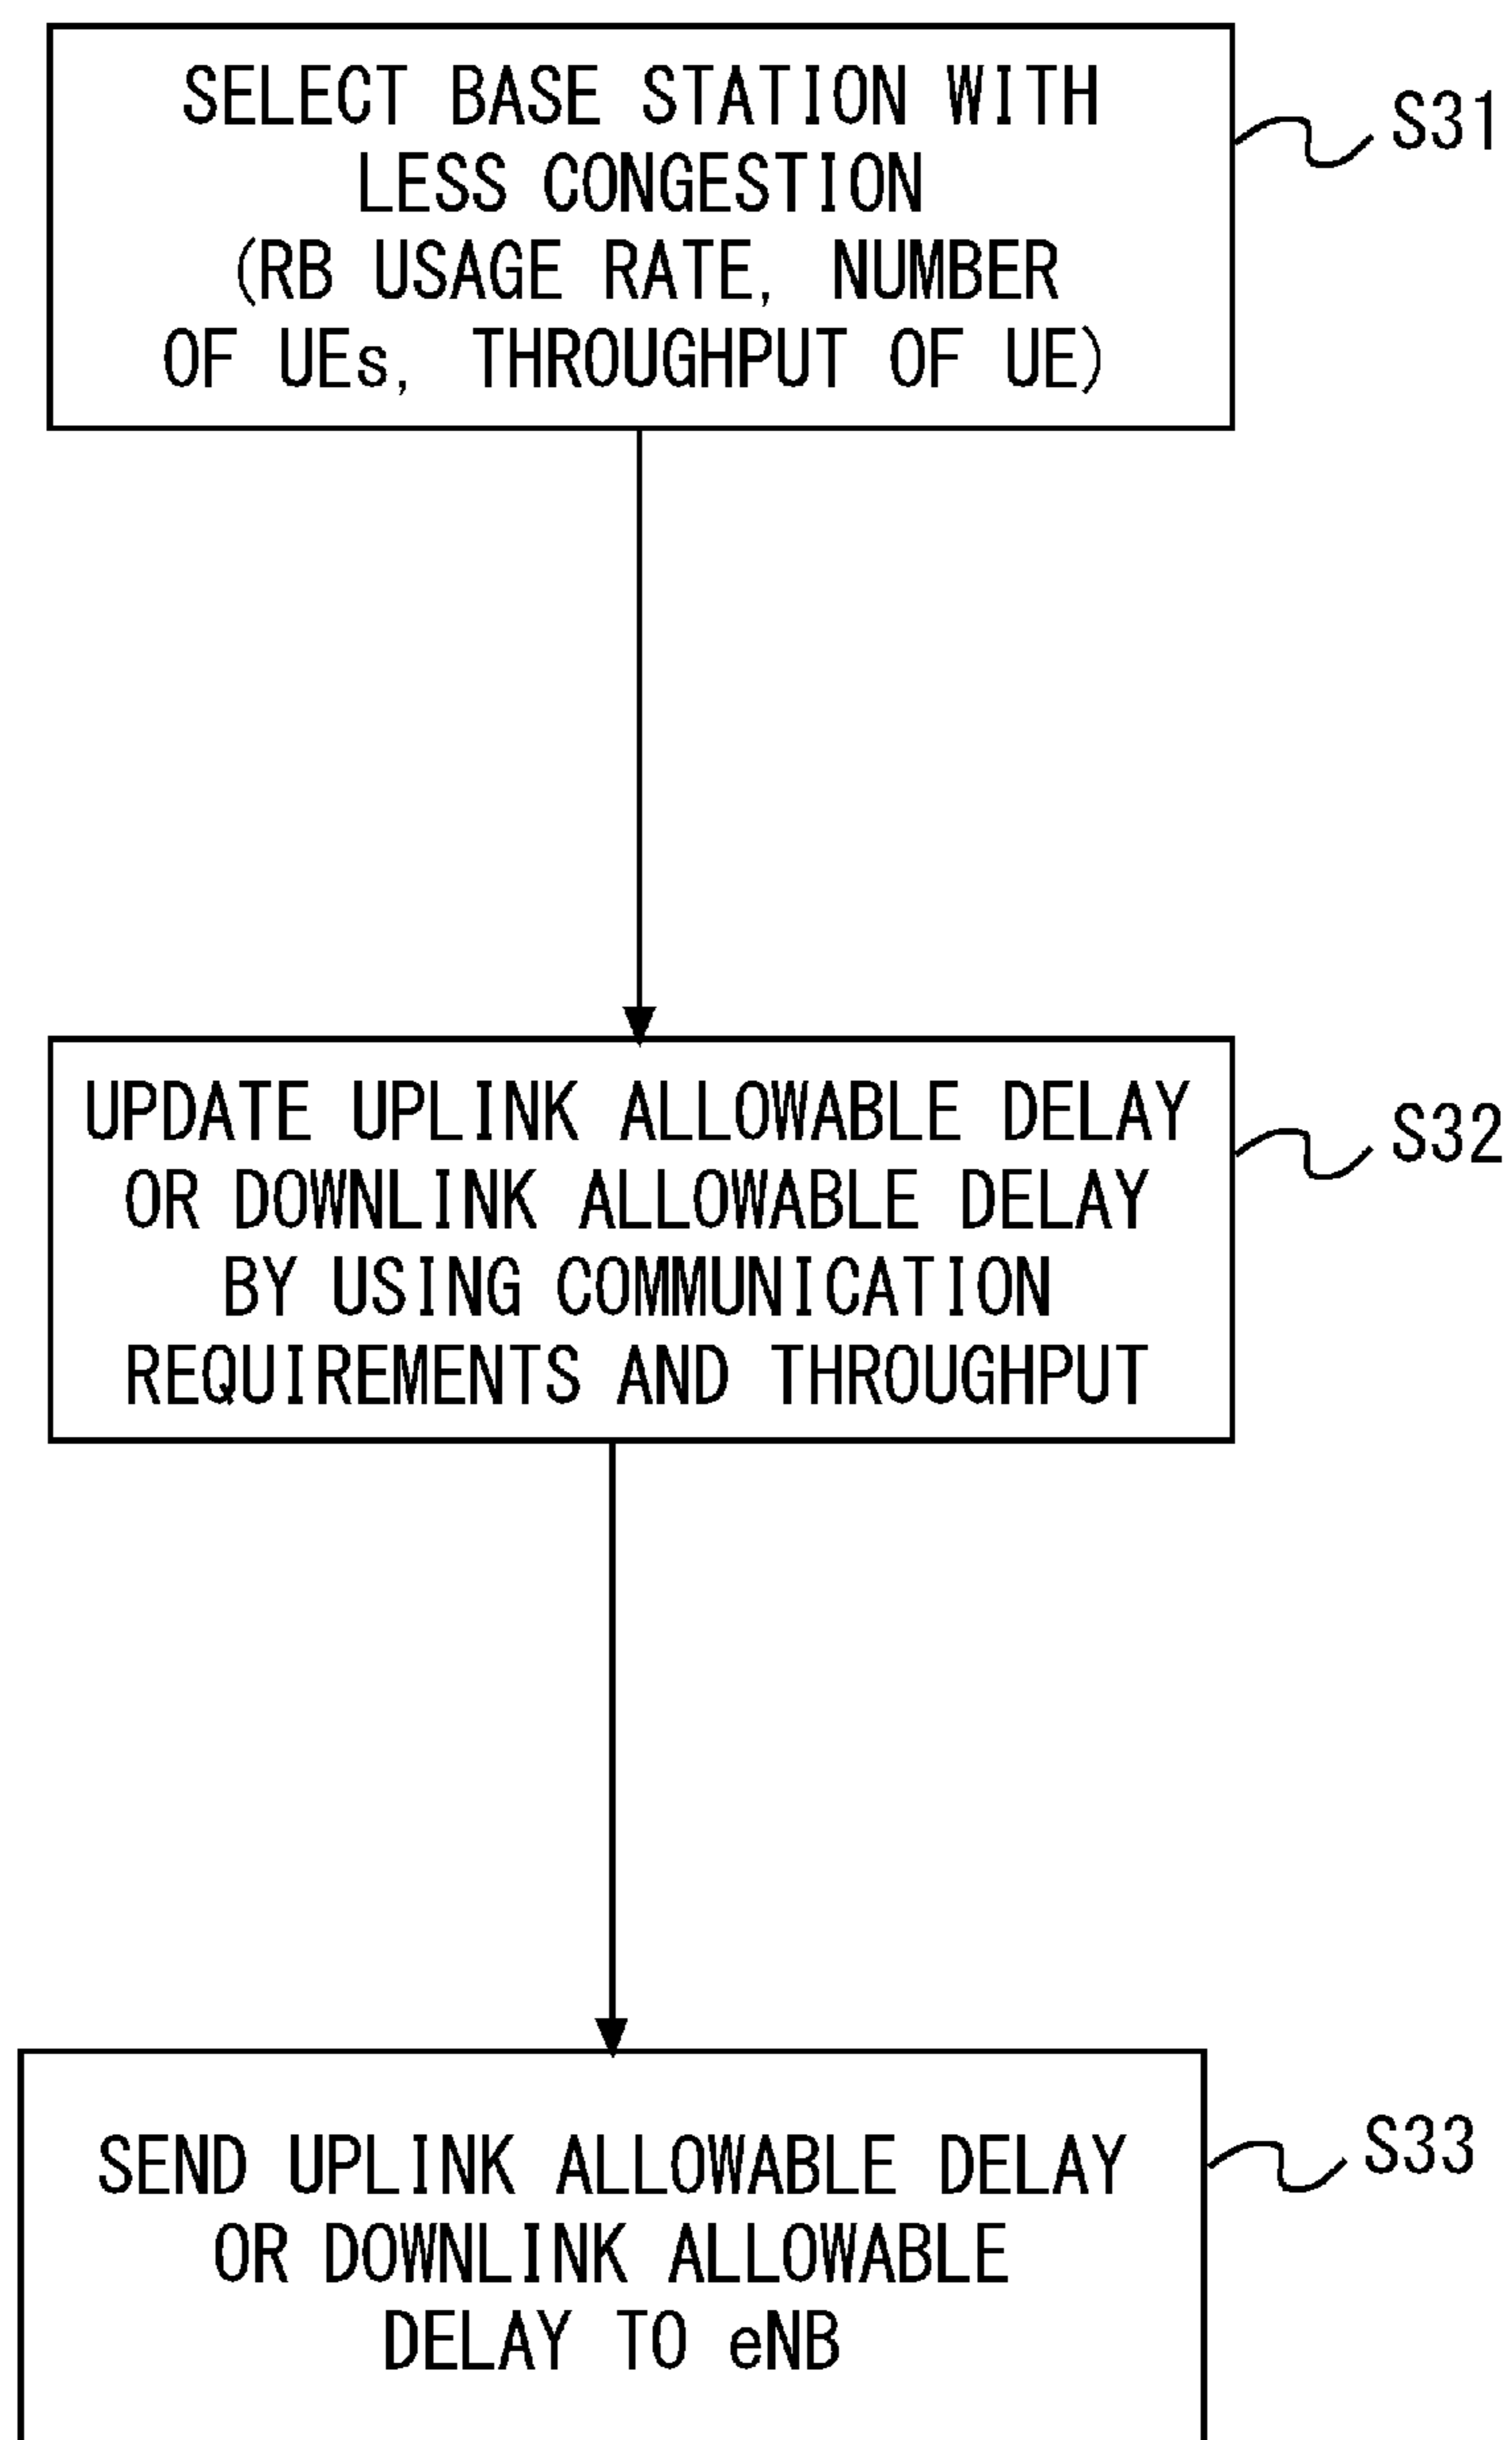 SELECT BASE STATION WITH
LESS CONGESTION
(RB USAGE RATE, NUMBER
OF UEs, THROUGHPUT OF UE)
S31
UPDATE UPLINK ALLOWABLE DELAY
OR DOWNLINK ALLOWABLE DELAY
BY USING COMMUNICATION
REQUIREMENTS AND THROUGHPUT
S32
SEND UPLINK ALLOWABLE DELAY
OR DOWNLINK ALLOWABLE
DELAY TO eNB
S33